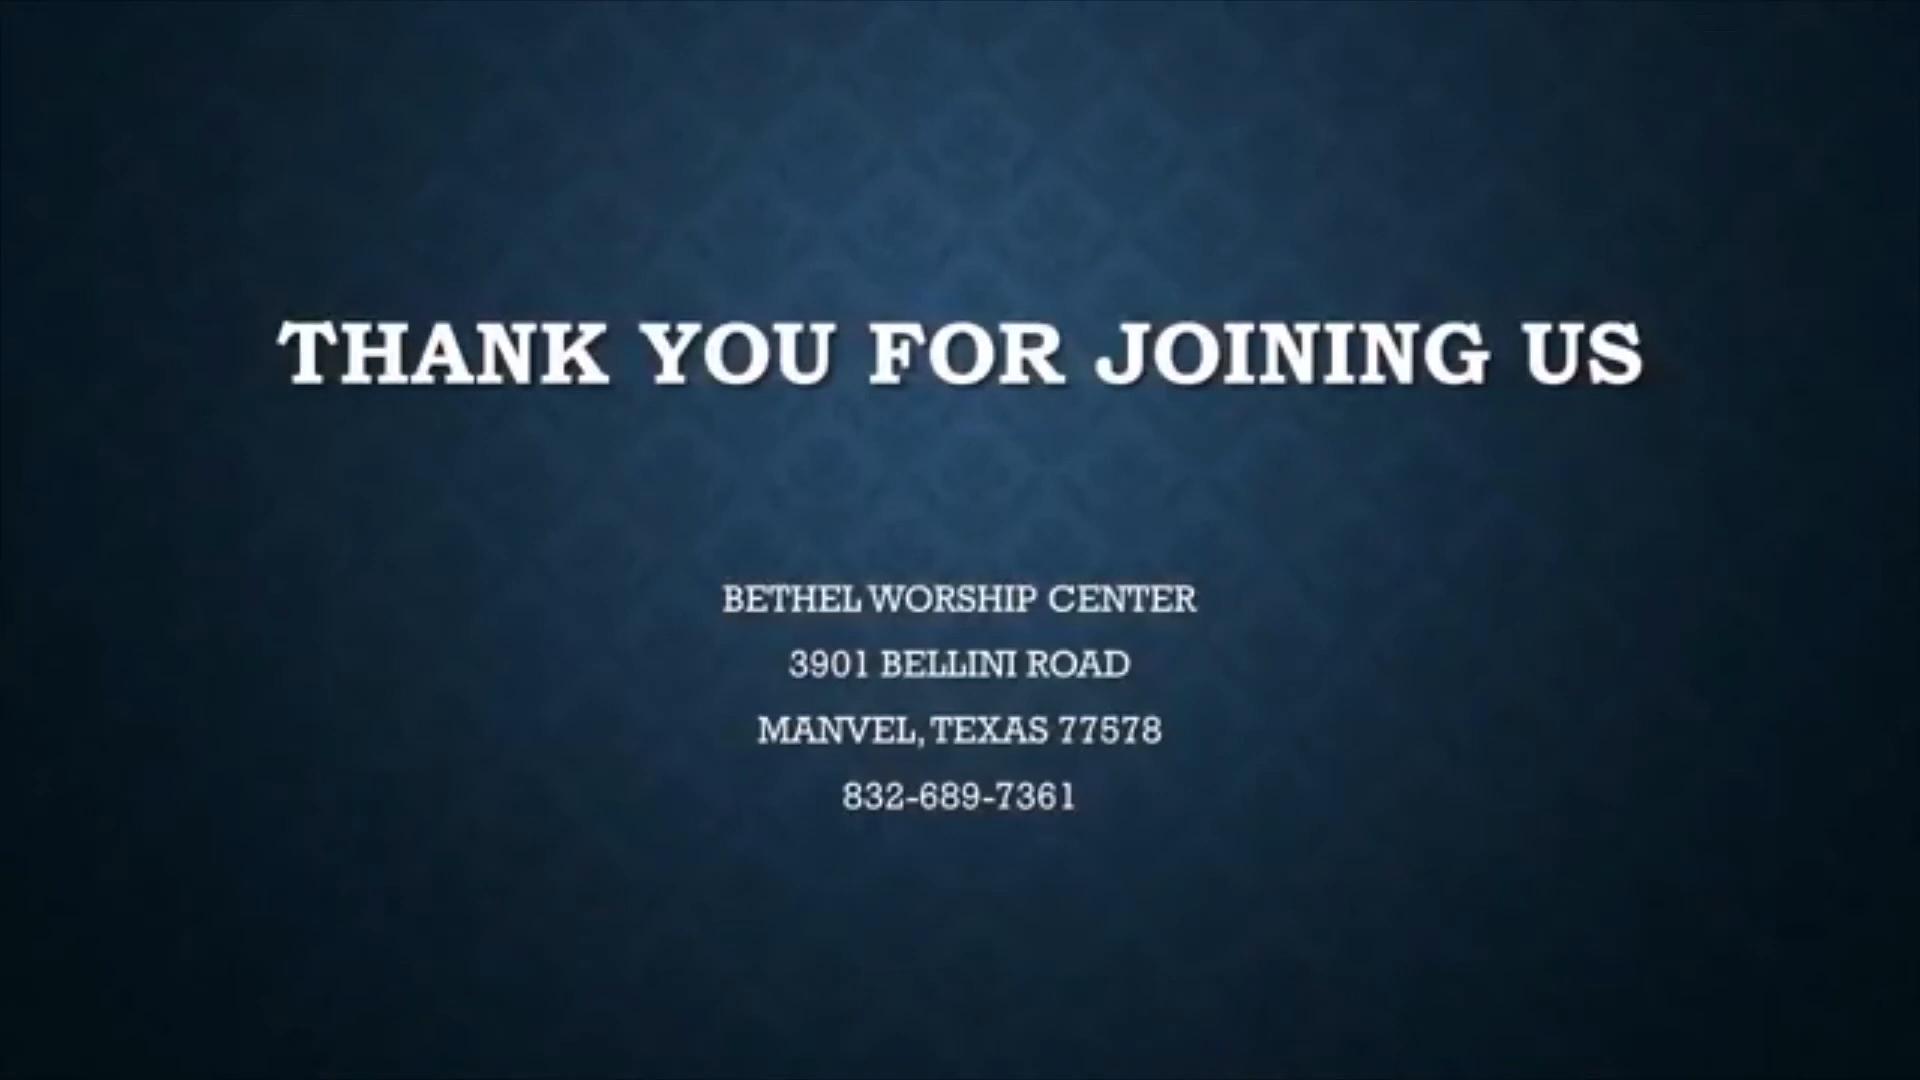 THANK YOU FOR JOINING US
BETHEL WORSHIP CENTER
3901 BELLINI ROAD
MANVEL, TEXAS 77578
832-689-7361